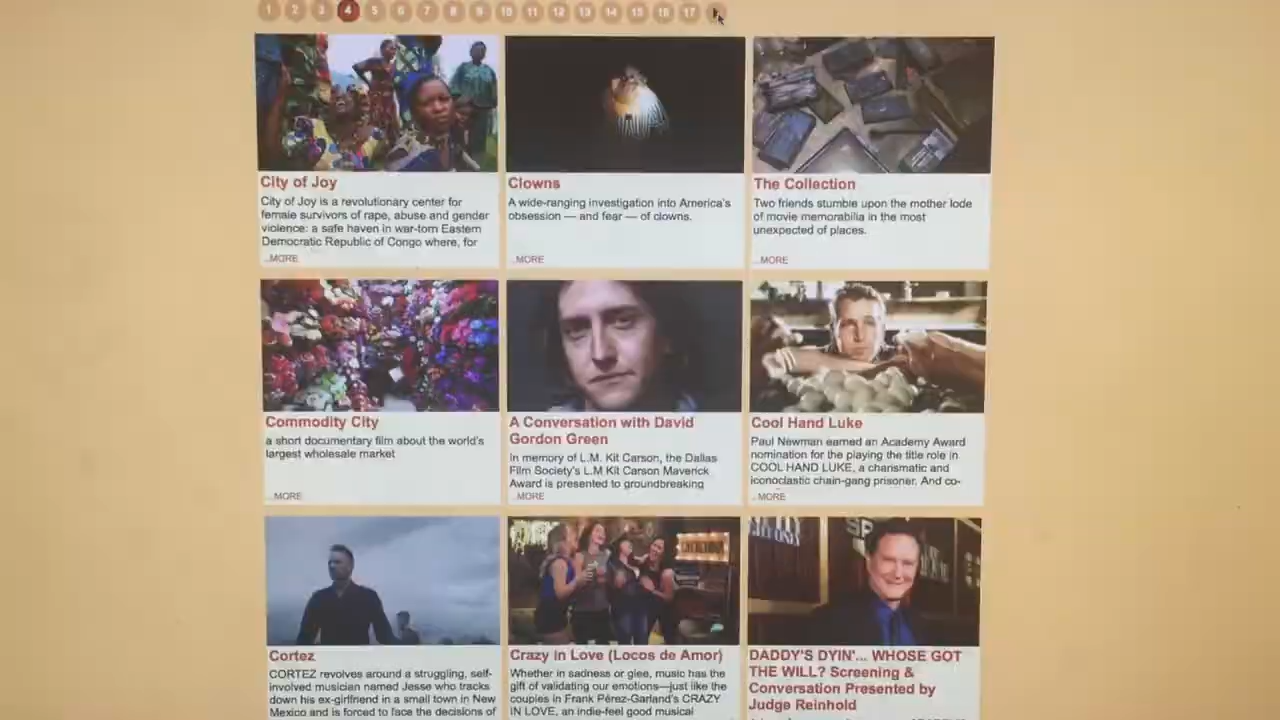 1 2 3 4 5 6 7 8 9 10 11 12 13 14 15 16 17
City of Joy
City of Joy is a revolutionary center for
female survivors of rape, abuse and gender
violence: a safe haven in war-torn Eastern
Democratic Republic of Congo where, for
...MORE
Clowns
A wide-ranging investigation into America's
obsession — and fear — of clowns.
...MORE
The Collection
Two friends stumble upon the mother lode
of movie memorabilia in the most
unexpected of places.
...MORE
Commodity City
a short documentary film about the world's
largest wholesale market
...MORE
A Conversation with David
Gordon Green
In memory of L.M. Kit Carson, the Dallas
Film Society's L.M Kit Carson Maverick
Award is presented to groundbreaking
...MORE
Cool Hand Luke
Paul Newman earned an Academy Award
nomination for the playing the title role in
COOL HAND LUKE, a charismatic and
iconoclastic chain-gang prisoner. And co-
...MORE
Cortez
CORTEZ revolves around a struggling, self-
involved musician named Jesse who tracks
down his ex-girlfriend in a small town in New
Mexico and is forced to face the decisions of
Crazy in Love (Locos de Amor)
Whether in sadness or glee, music has the
gift of validating our emotions—just like the
couples in Frank Pérez-Garland's CRAZY
IN LOVE, an indie-feel good musical
SP
DADDY'S DYIN'... WHOSE GOT
THE WILL? Screening &
Conversation Presented by
Judge Reinhold